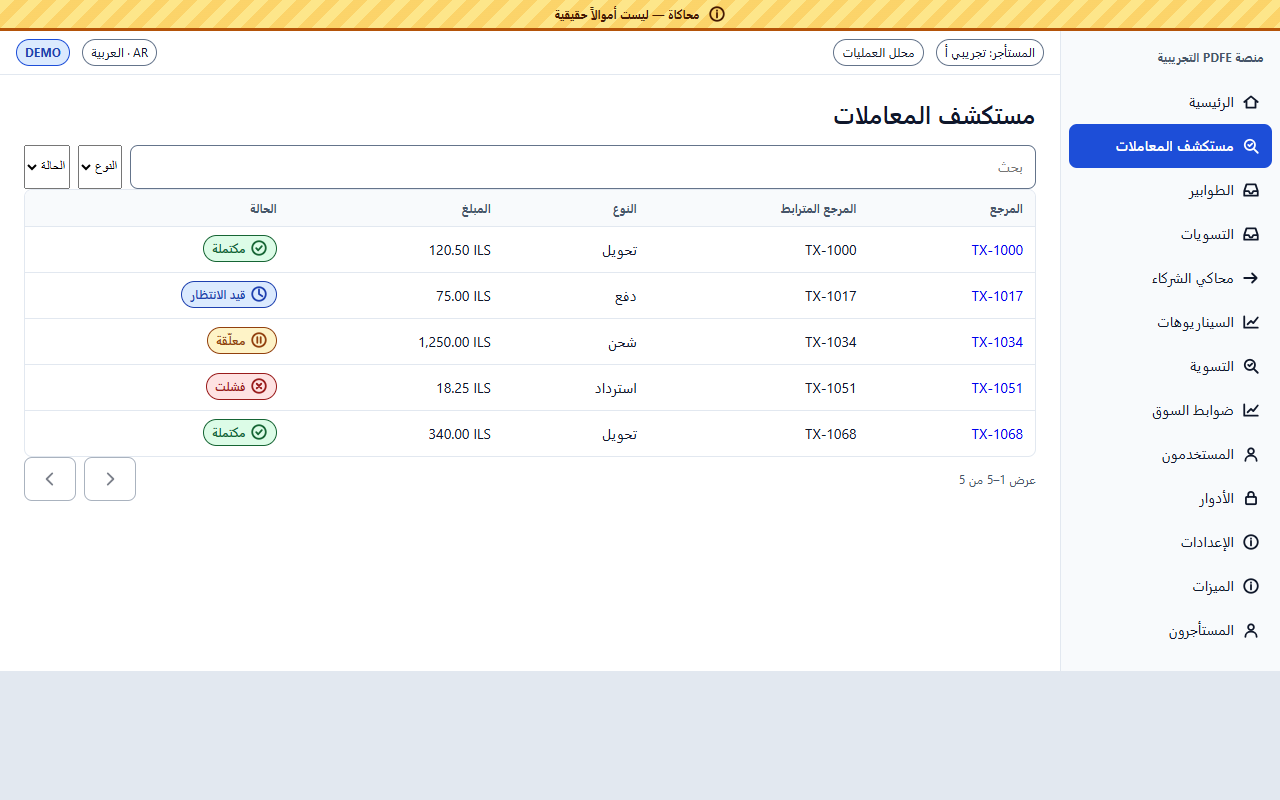 محاكاة — ليست أموالاً حقيقية
منصة PDFE التجريبية
الرئيسية
مستكشف المعاملات
الطوابير
التسويات
محاكي الشركاء
السيناريوهات
التسوية
ضوابط السوق
المستخدمون
الأدوار
الإعدادات
الميزات
المستأجرون
المستأجر: تجريبي أ
محلل العمليات
العربية · AR
DEMO
مستكشف المعاملات
بحث
النوع
الحالة
المرجع المرجع المترابط النوع المبلغ الحالة
TX-1000 TX-1000 تحويل 120.50 ILS مكتملة
TX-1017 TX-1017 دفع 75.00 ILS قيد الانتظار
TX-1034 TX-1034 شحن 1,250.00 ILS معلّقة
TX-1051 TX-1051 استرداد 18.25 ILS فشلت
TX-1068 TX-1068 تحويل 340.00 ILS مكتملة
عرض 1–5 من 5